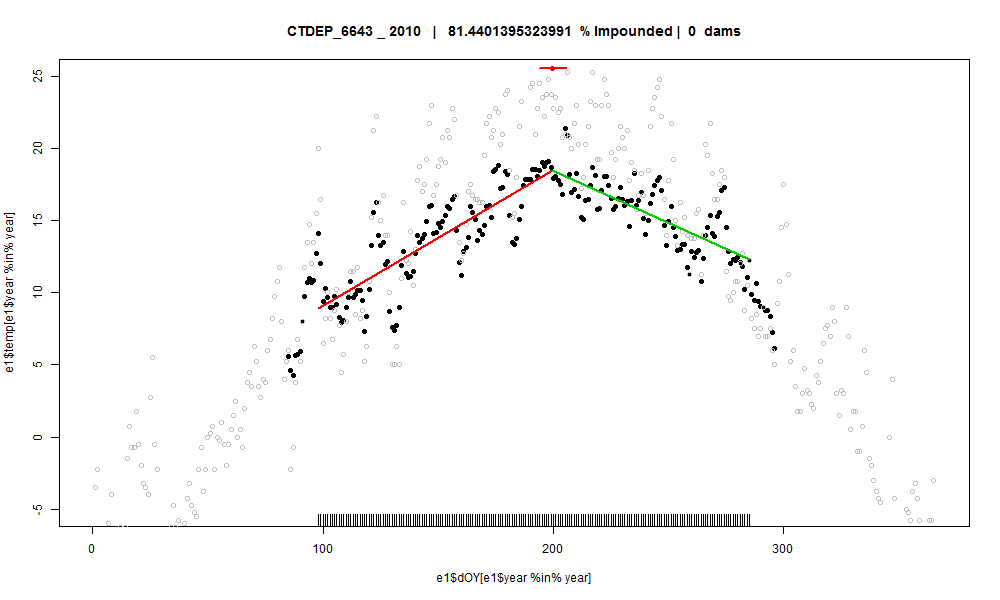 CTDEP_6643 _ 2010 | 81.4401395323991 % Impounded | 0 dams
25
20
15
10
5
0
-5
e1$temp[e1$year %in% year]
0 100 200 300
e1$dOY[e1$year %in% year]